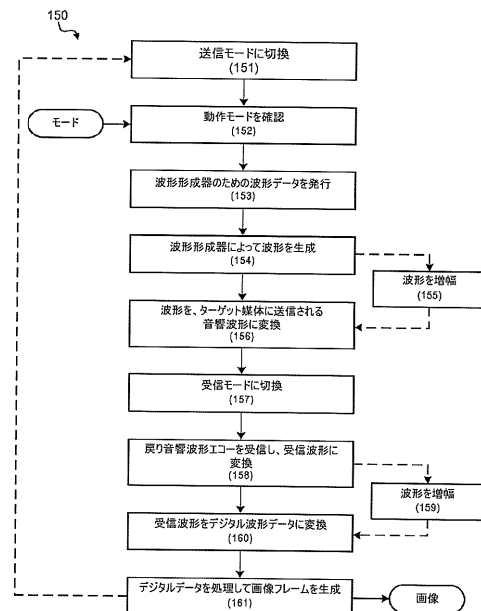 150
送信モードに切換
(151)
モード
動作モードを確認
(152)
波形形成器のための波形データを発行
(153)
波形形成器によって波形を生成
(154)
波形を増幅
(155)
波形を、ターゲット媒体に送信される
音響波形に変換
(156)
受信モードに切換
(157)
戻り音響波形エコーを受信し、受信波形に
変換
(158)
波形を増幅
(159)
受信波形をデジタル波形データに変換
(160)
デジタルデータを処理して画像フレームを生成
(161)
画像